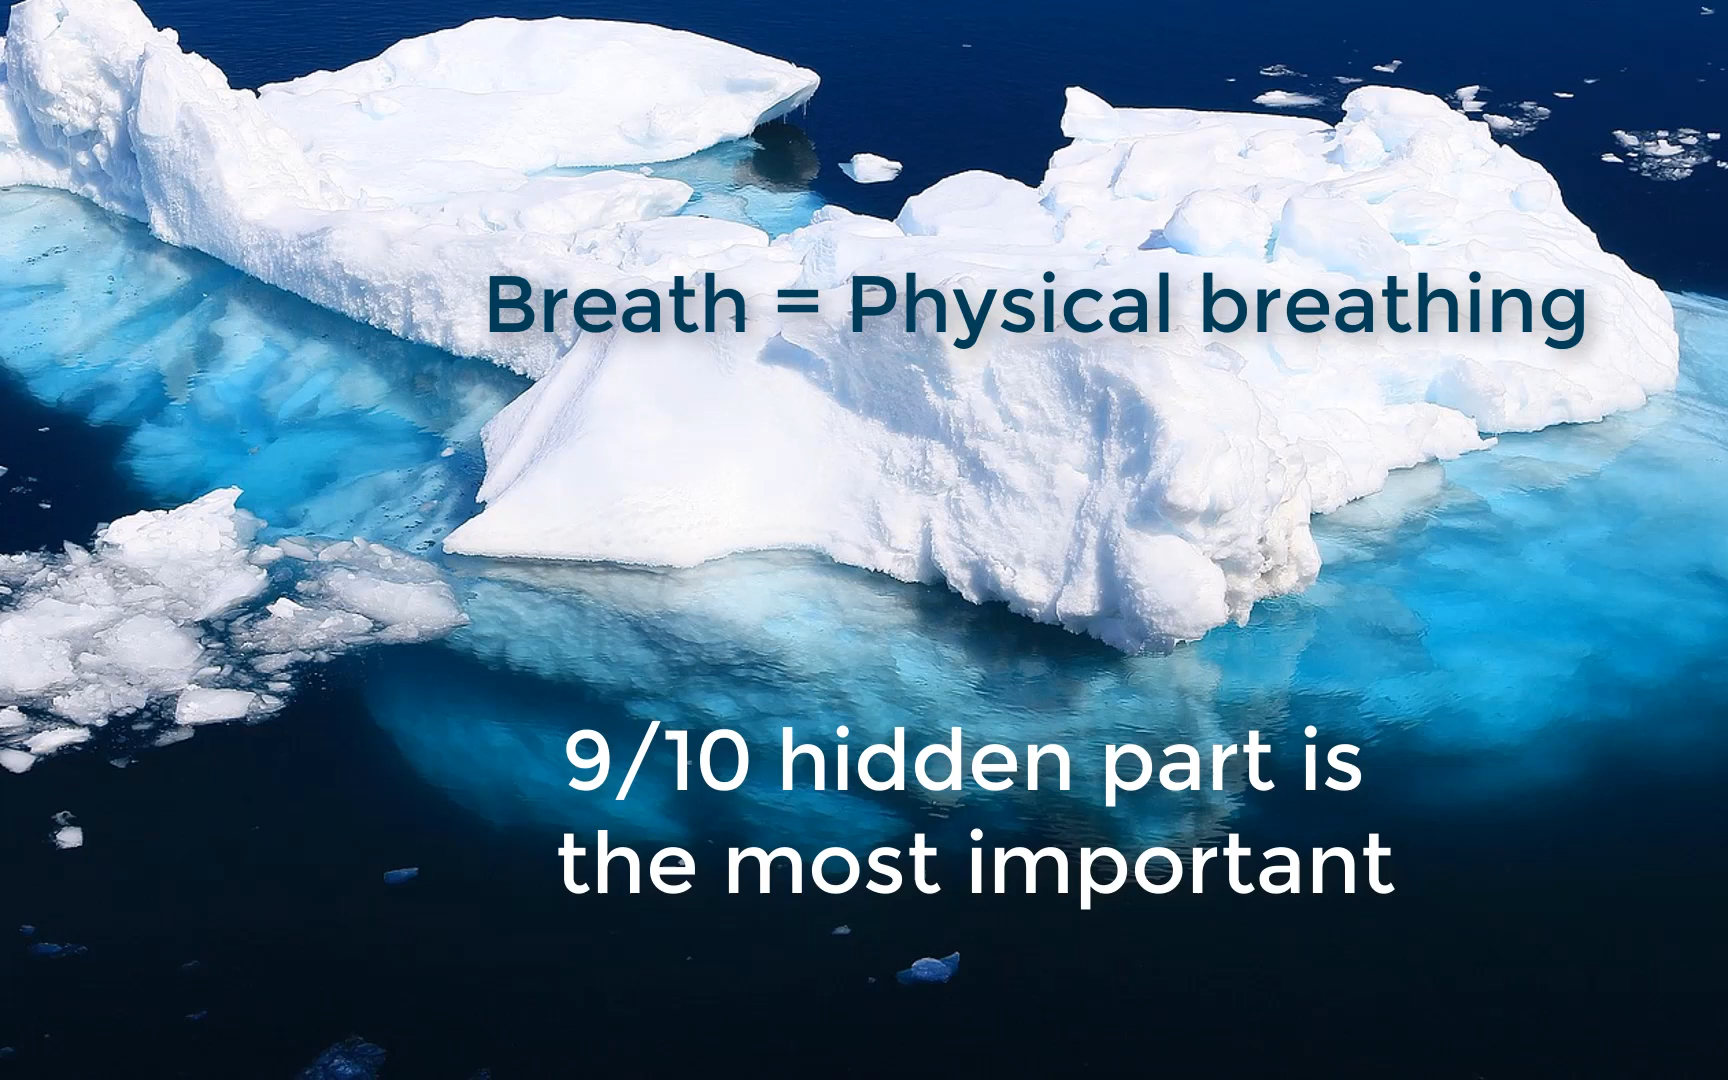 Breath = Physical breathing
9/10 hidden part is
the most important